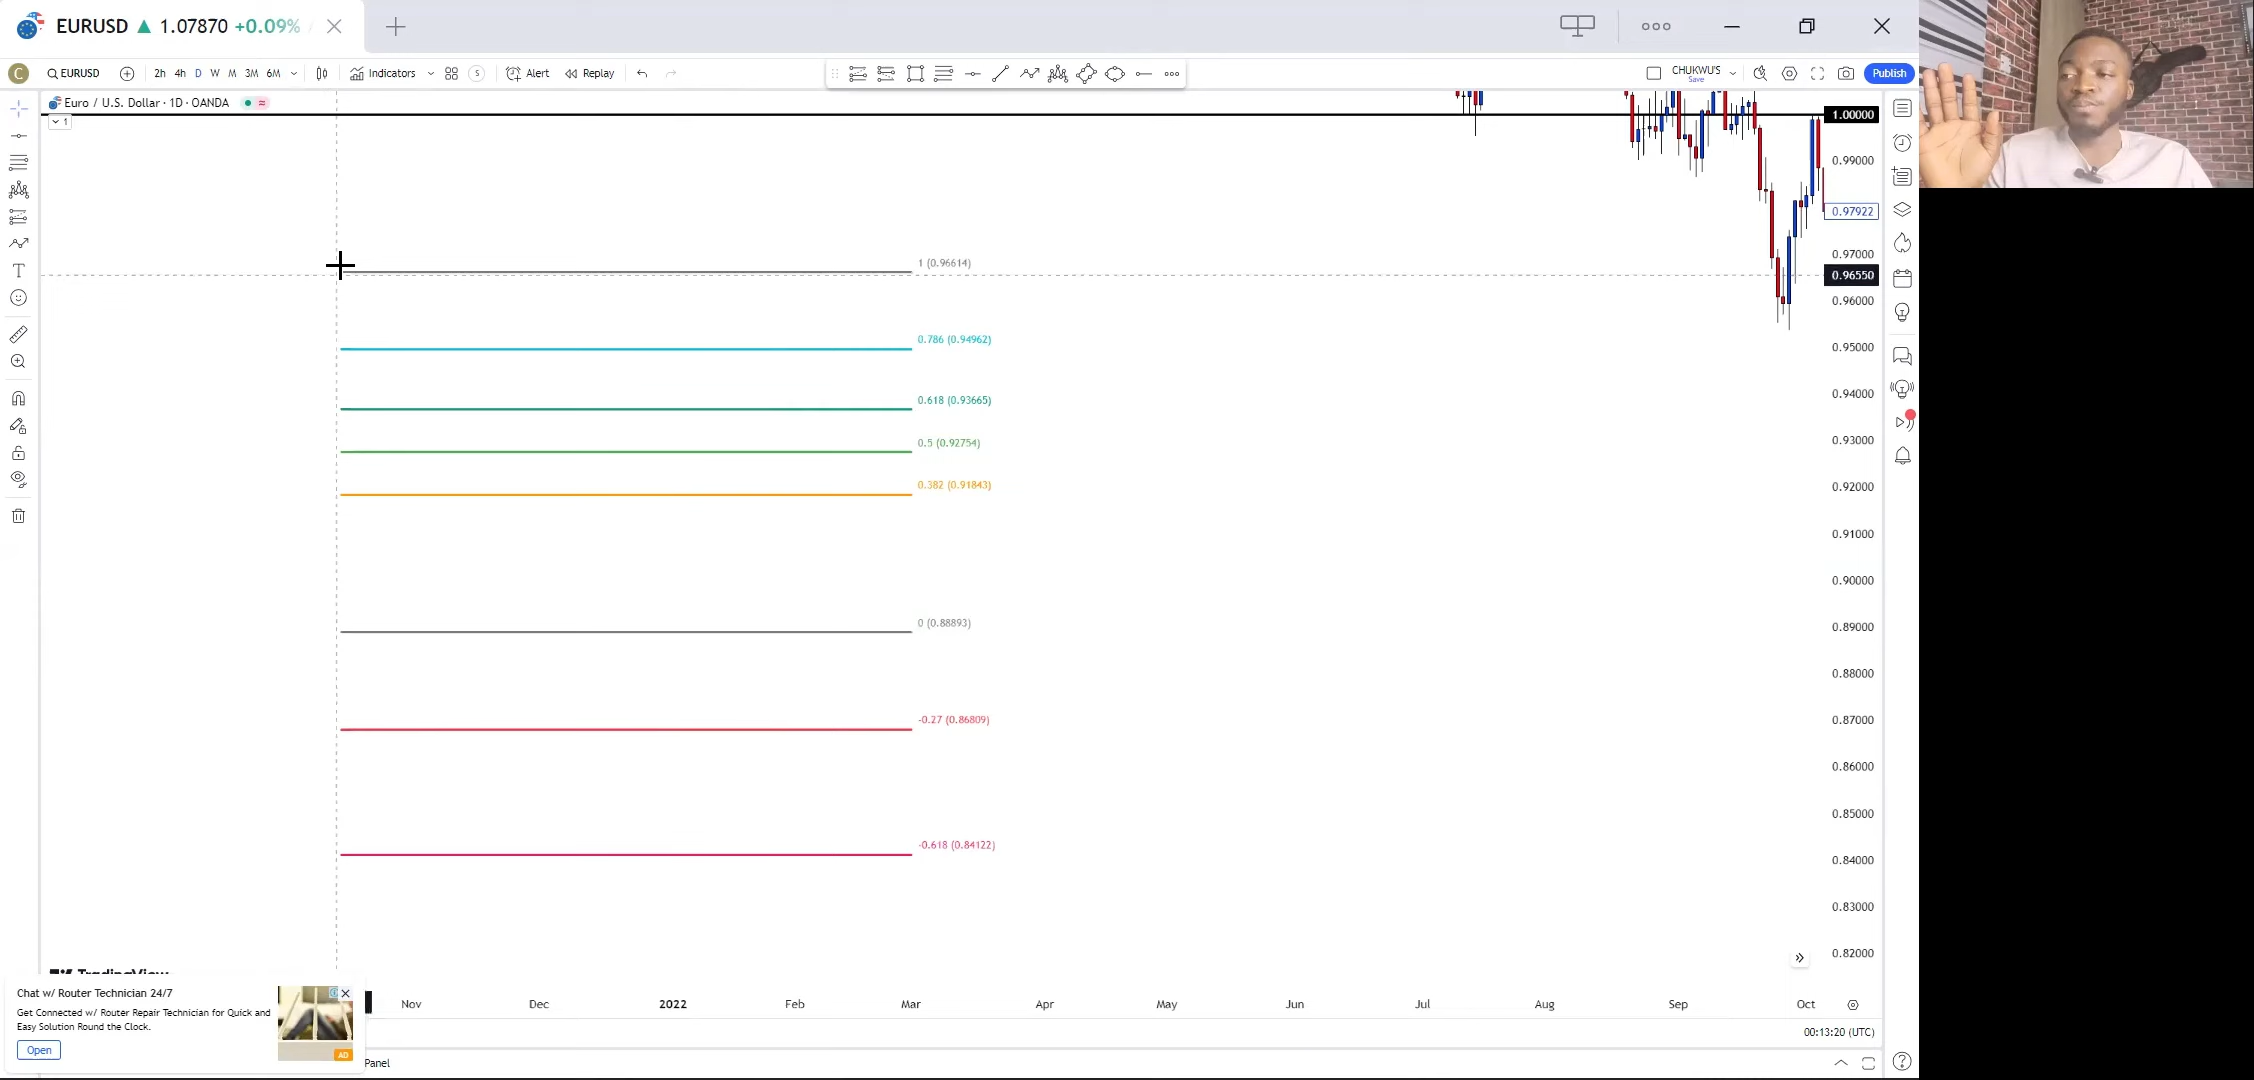 EURUSD ▲ 1.07870 +0.09%
C EURUSD 2h 4h D W M 3M 6M Indicators S Alert Replay CHUKWU'S Save Publish
Euro / U.S. Dollar · 1D · OANDA
1
1.00000
0.99000
0.97922
0.97000
0.96550
0.96000
0.95000
0.94000
0.93000
0.92000
0.91000
0.90000
0.89000
0.88000
0.87000
0.86000
0.85000
0.84000
0.83000
0.82000
1 (0.96614)
0.786 (0.94962)
0.618 (0.93665)
0.5 (0.92754)
0.382 (0.91843)
0 (0.88893)
-0.27 (0.86809)
-0.618 (0.84122)
TradingView
Nov Dec 2022 Feb Mar Apr May Jun Jul Aug Sep Oct
00:13:20 (UTC)
Panel
Chat w/ Router Technician 24/7
Get Connected w/ Router Repair Technician for Quick and
Easy Solution Round the Clock.
Open
AD